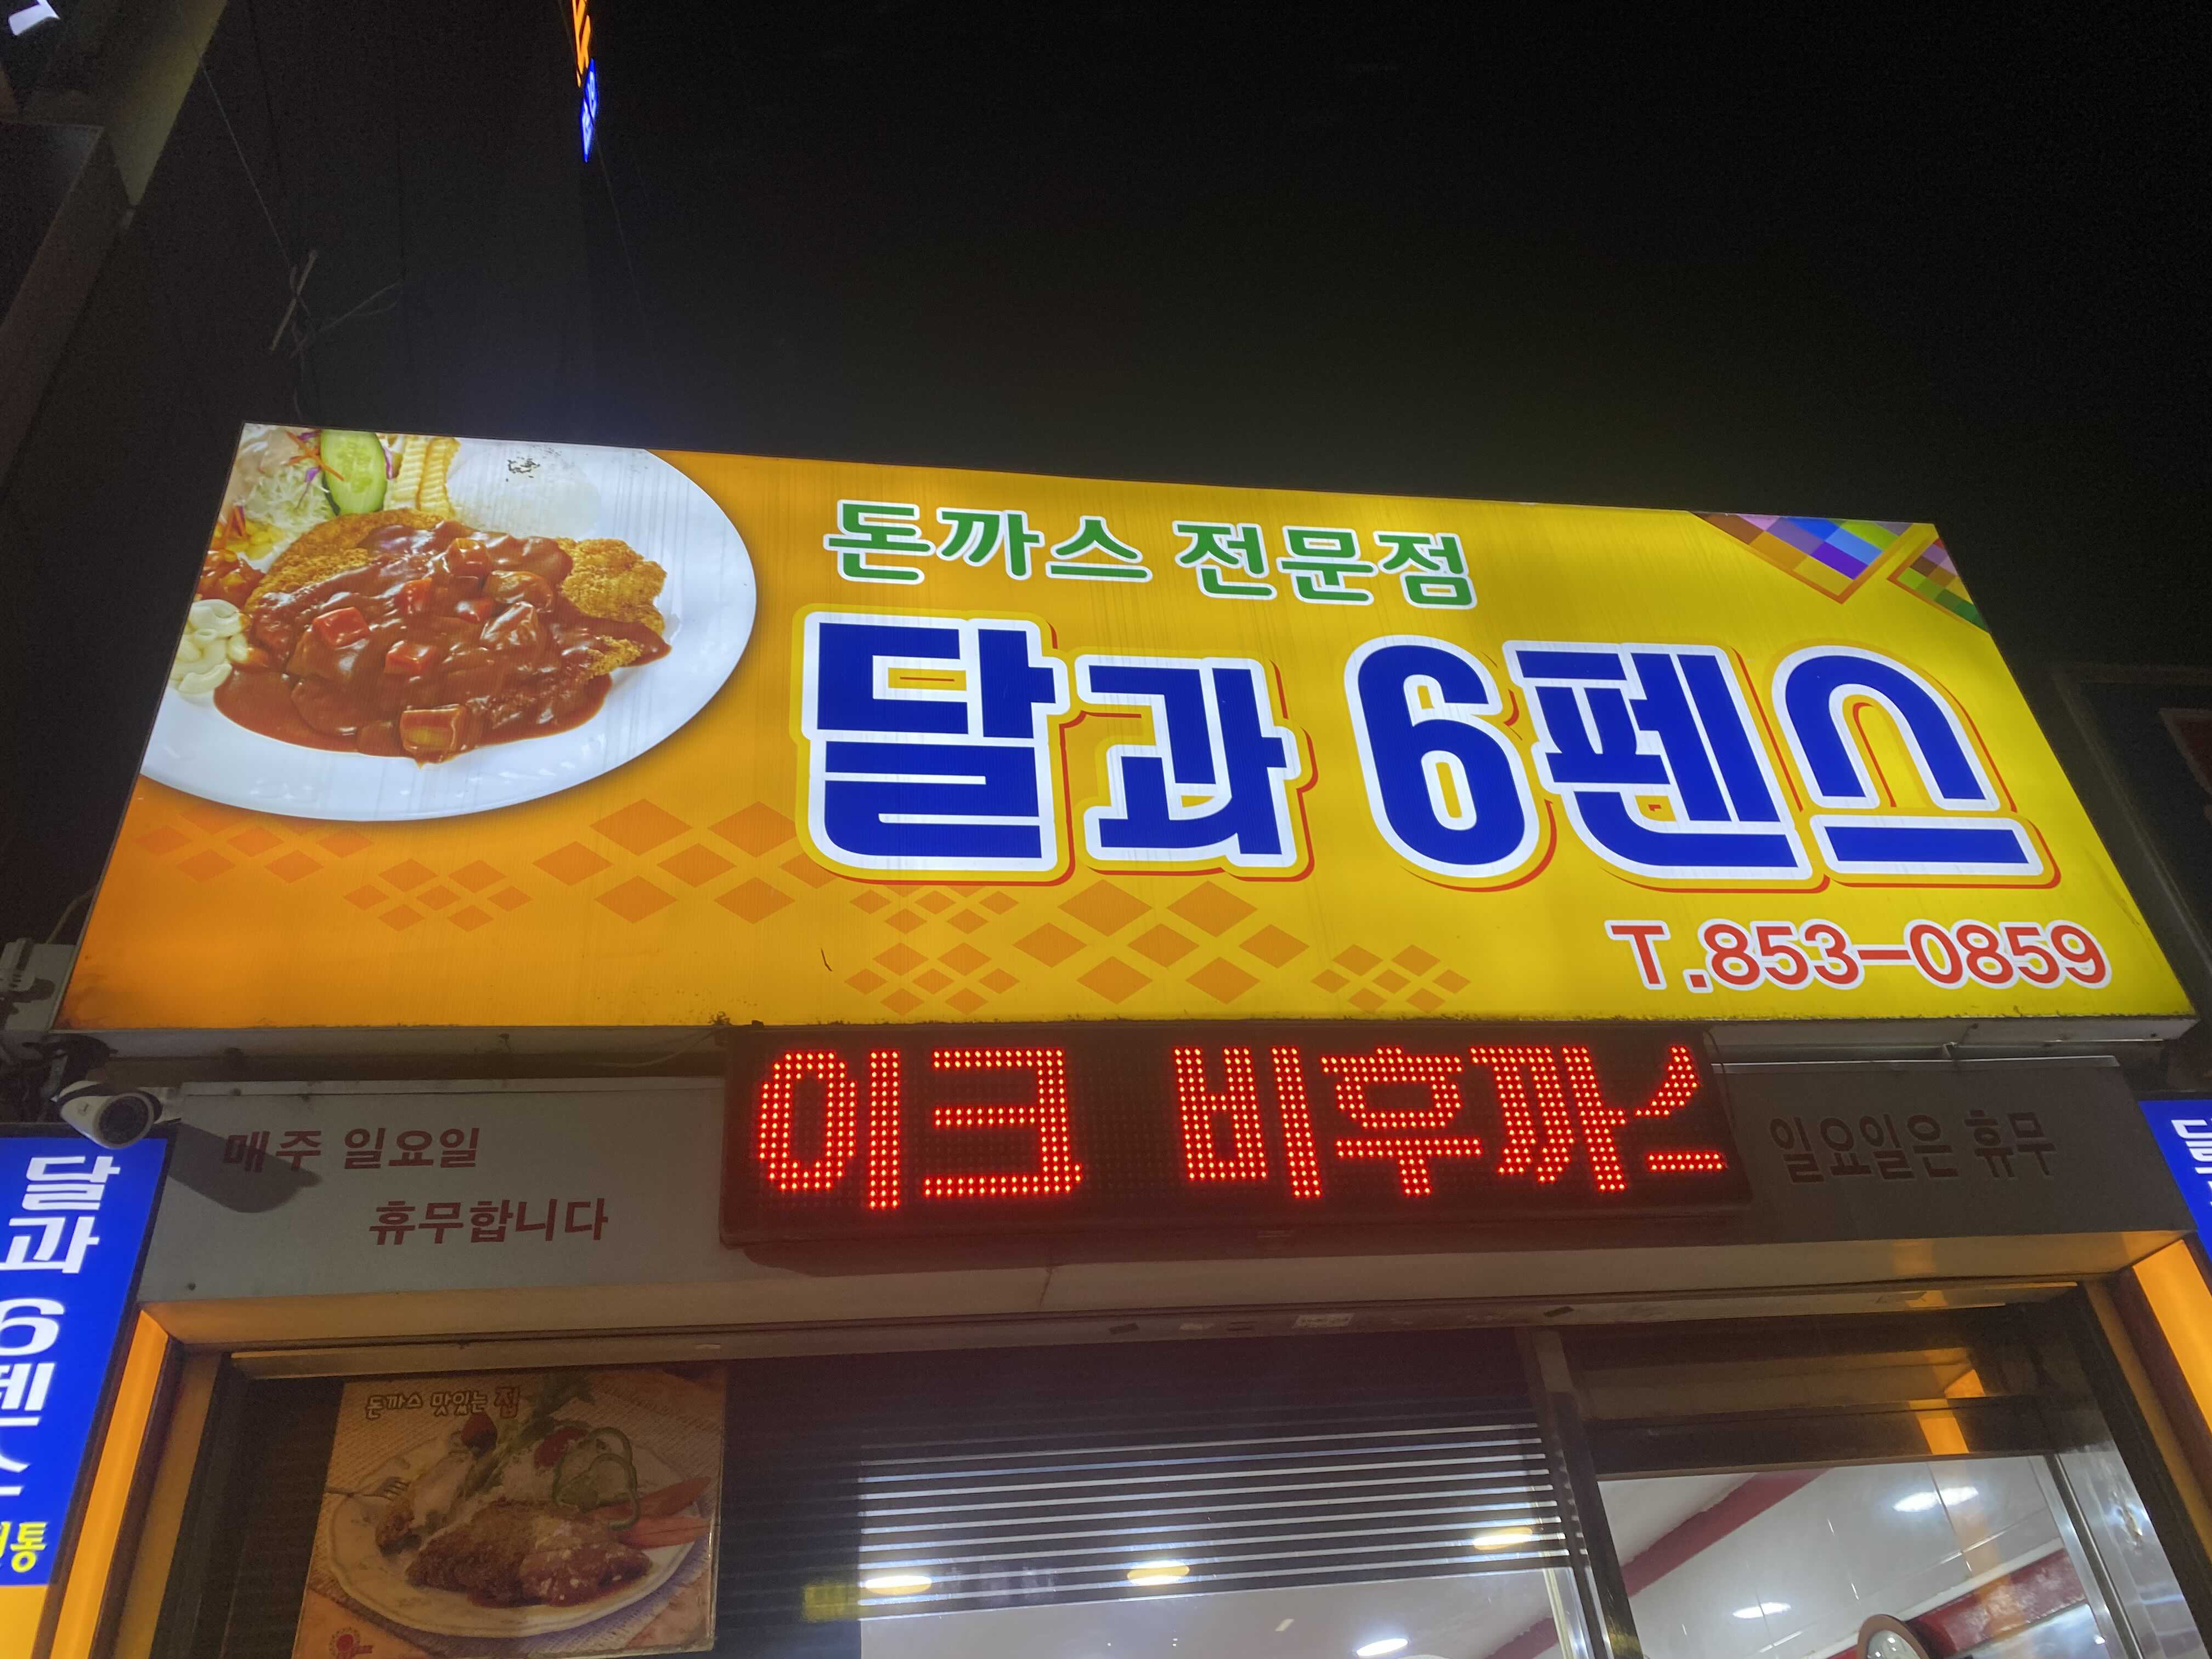 돈까스 전문점
달과 6펜스
T.853-0859
이크 비후까스
매주 일요일
휴무합니다
일요일은 휴무
달과 6펜스
돈까스 맛있는 집